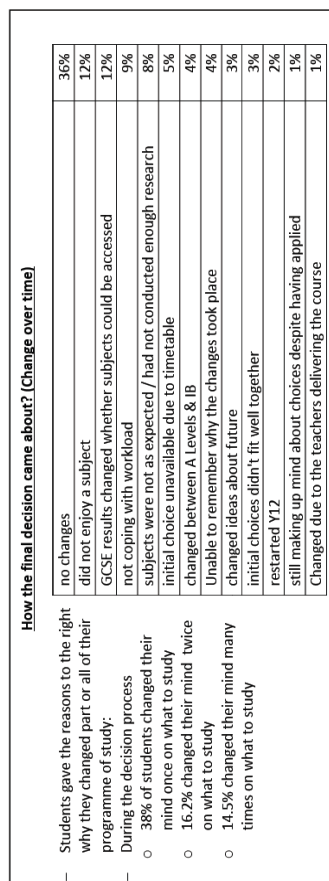 How the final decision came about? (Change over time)
– Students gave the reasons to the right
why they changed part or all of their
programme of study:
– During the decision process
o 38% of students changed their
mind once on what to study
o 16.2% changed their mind twice
on what to study
o 14.5% changed their mind many
times on what to study
no changes 36%
did not enjoy a subject 12%
GCSE results changed whether subjects could be accessed 12%
not coping with workload 9%
subjects were not as expected / had not conducted enough research 8%
initial choice unavailable due to timetable 5%
changed between A Levels & IB 4%
Unable to remember why the changes took place 4%
changed ideas about future 3%
initial choices didn't fit well together 3%
restarted Y12 2%
still making up mind about choices despite having applied 1%
Changed due to the teachers delivering the course 1%